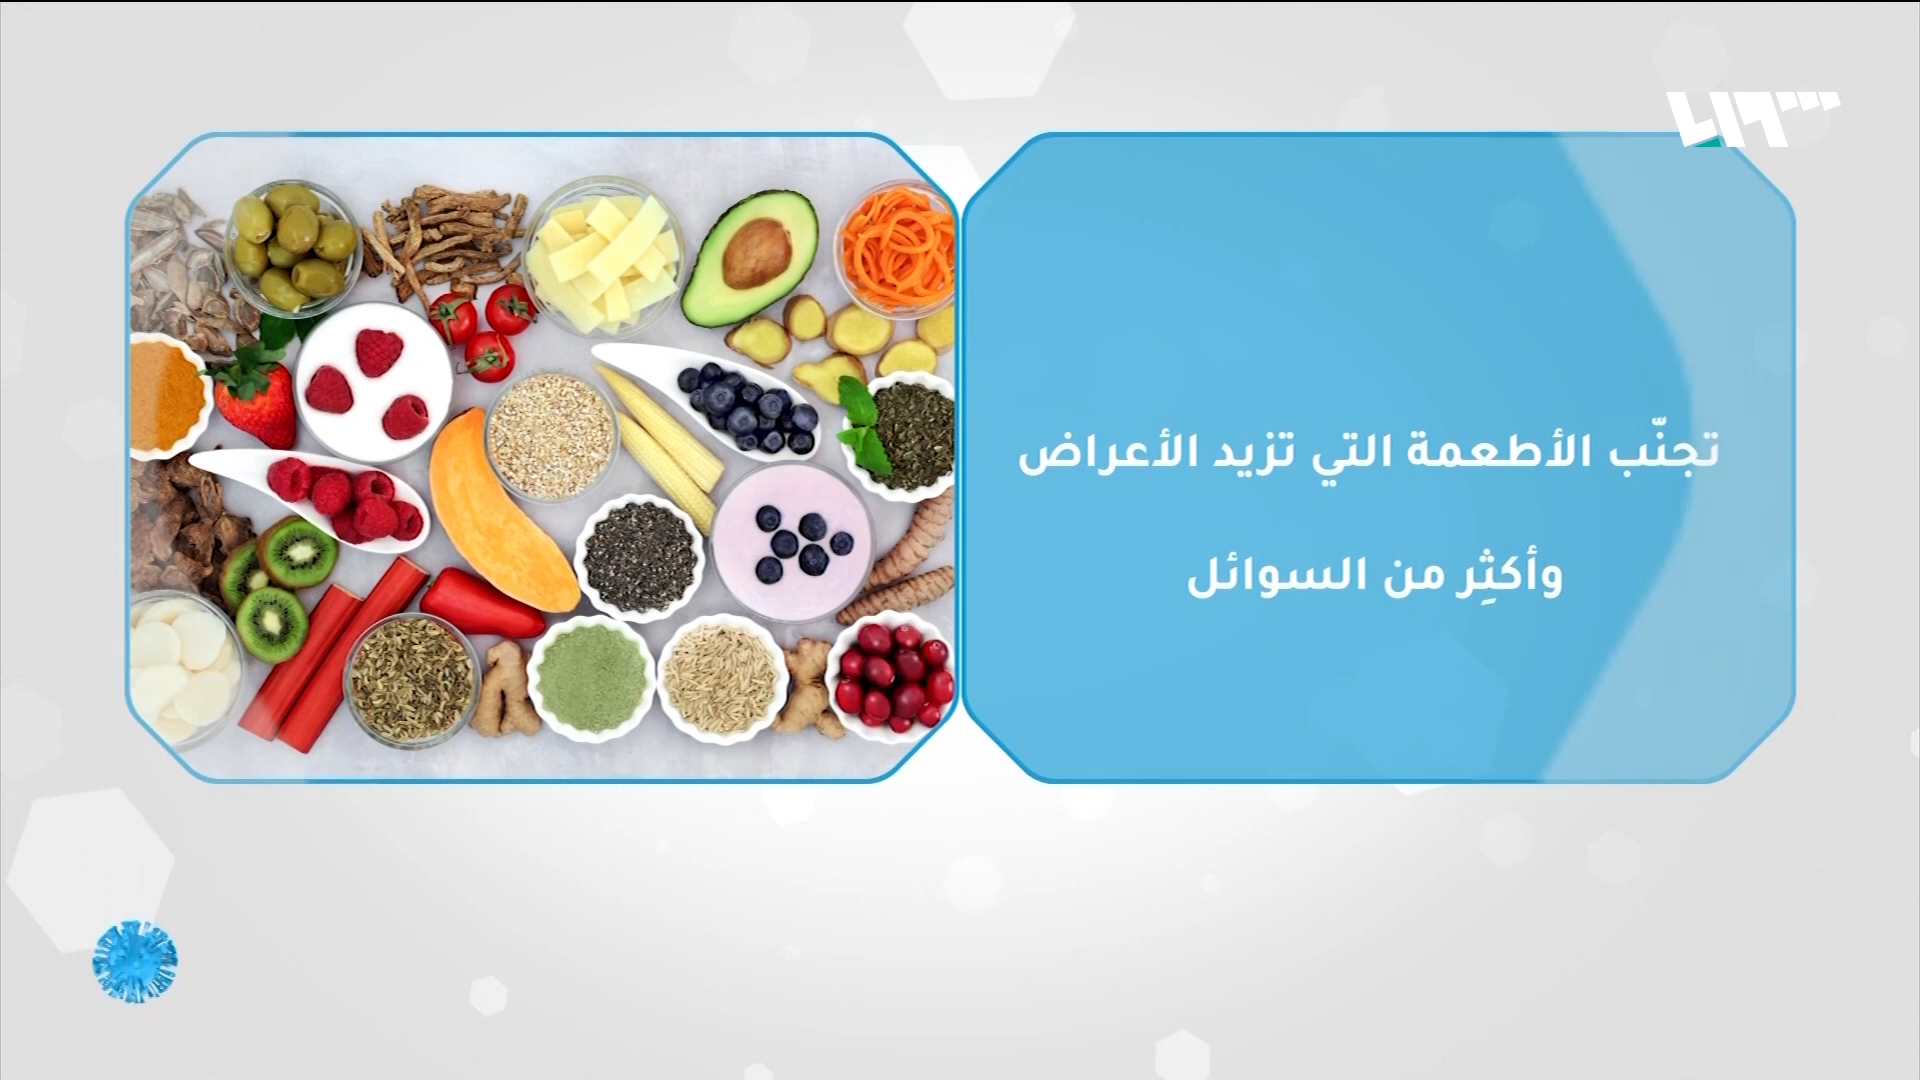 تجنّب الأطعمة التي تزيد الأعراض
وأكثِر من السوائل